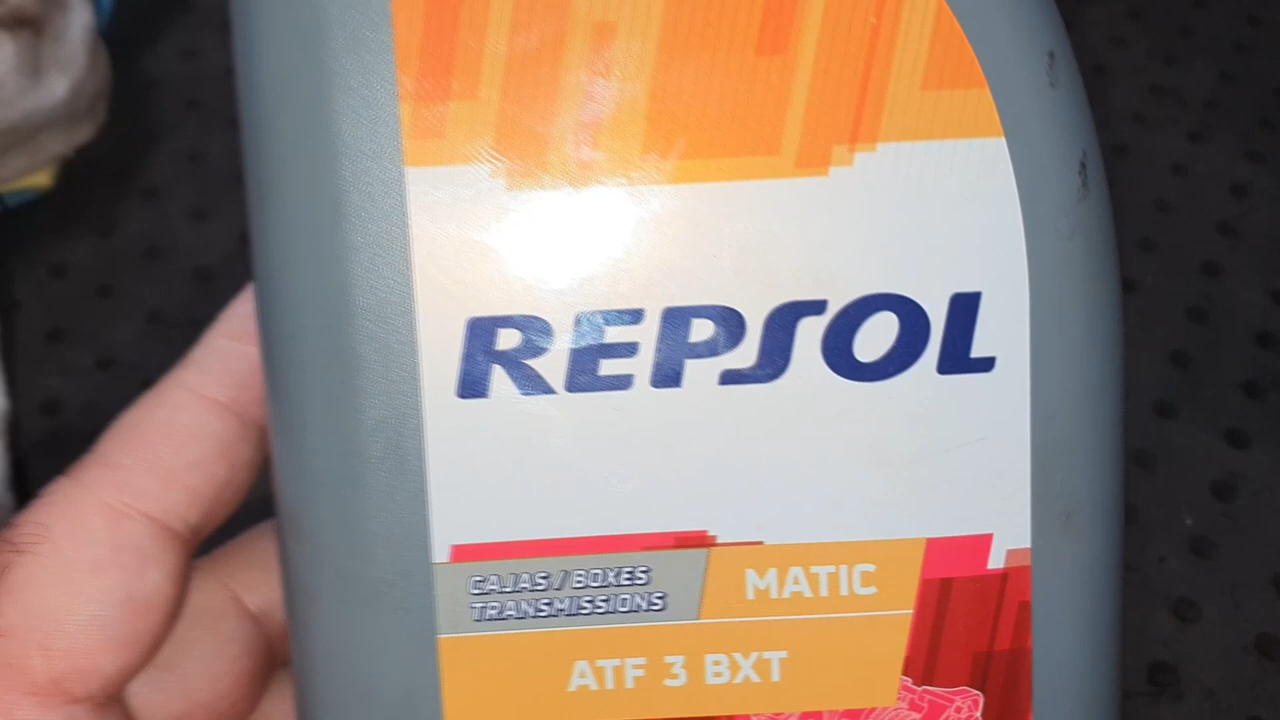 REPSOL
CAJAS / BOXES
TRANSMISSIONS
MATIC
ATF 3 BXT